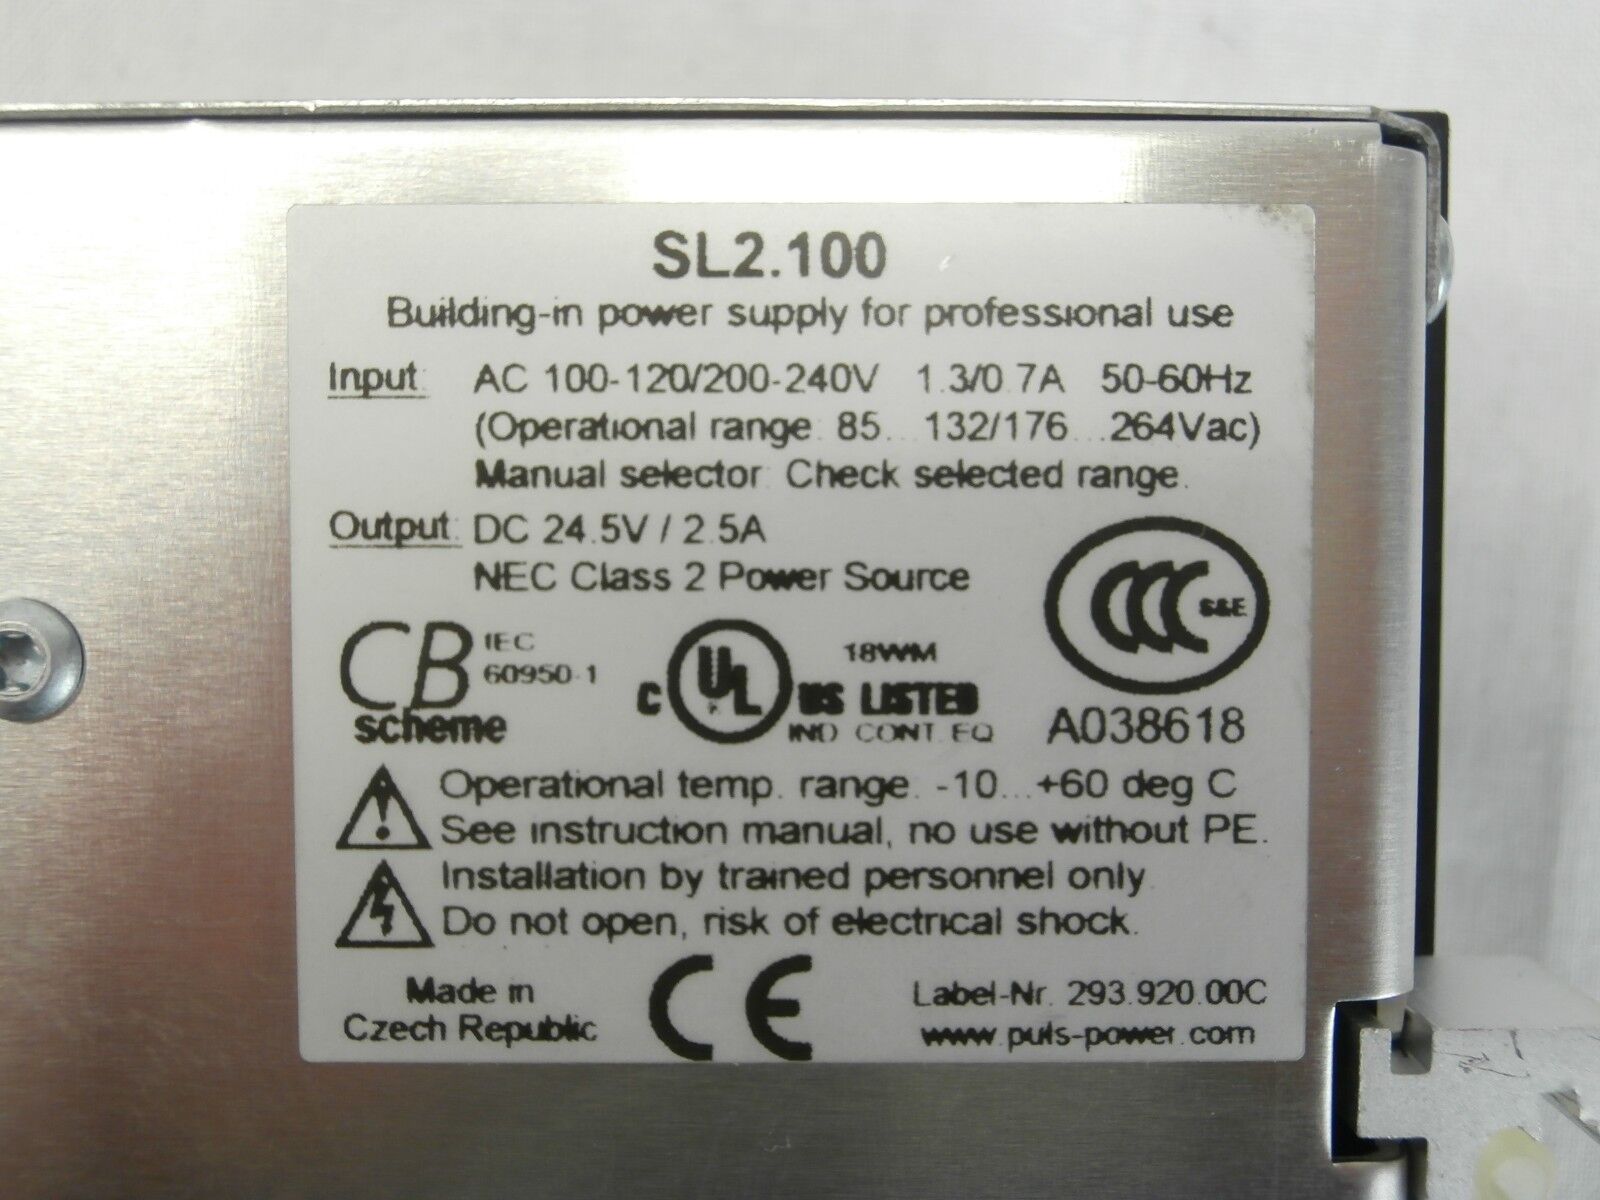 SL2.100
Building-in power supply for professional use
Input: AC 100-120/200-240V 1.3/0.7A 50-60Hz
(Operational range: 85...132/176...264Vac)
Manual selector: Check selected range.
Output: DC 24.5V / 2.5A
NEC Class 2 Power Source
CB IEC
60950-1
scheme
C UL US LISTED
18WM
IND. CONT. EQ
CCC S&E
A038618
Operational temp. range: -10...+60 deg C
See instruction manual, no use without PE.
Installation by trained personnel only.
Do not open, risk of electrical shock.
Made in
Czech Republic
CE
Label-Nr. 293.920.00C
www.puls-power.com